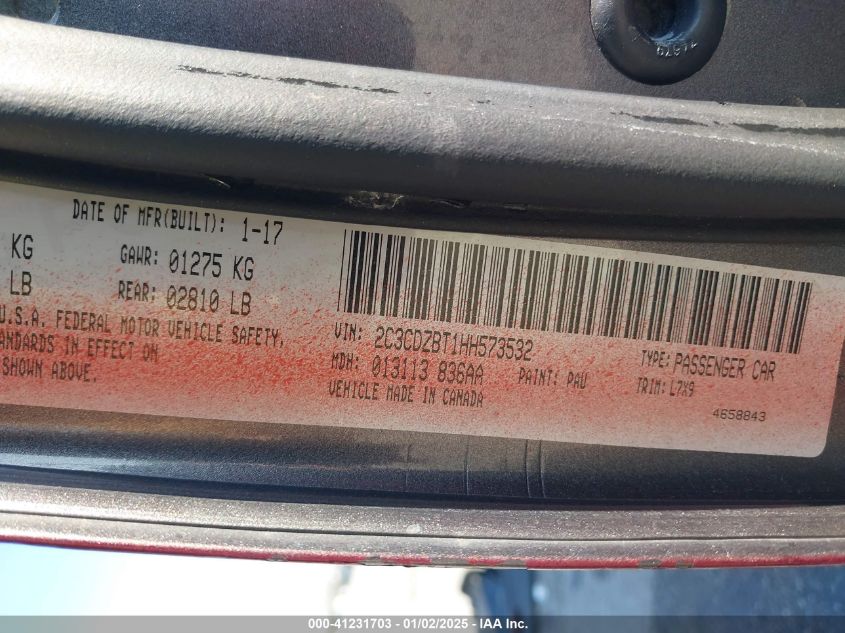 DATE OF MFR(BUILT): 1-17
KG GAWR: 01275 KG
LB REAR: 02810 LB
U.S.A. FEDERAL MOTOR VEHICLE SAFETY,
ANDARDS IN EFFECT ON
SHOWN ABOVE.
VIN: 2C3CDZBT1HH573532
TYPE: PASSENGER CAR
MDH: 013113 836AA PAINT: PAU TRIM: L7X9
VEHICLE MADE IN CANADA
4658843
000-41231703 - 01/02/2025 - IAA Inc.